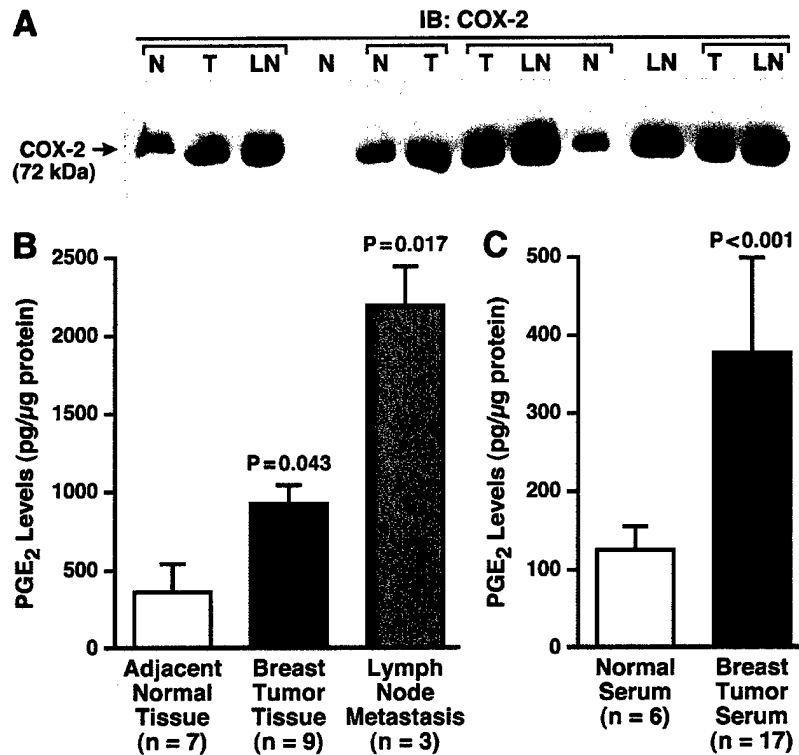 A
IB: COX-2
N T LN N N T T LN N LN T LN
COX-2 →
(72 kDa)
B
PGE2 Levels (pg/µg protein)
2500
2000
1500
1000
500
0
P=0.043
P=0.017
Adjacent
Normal
Tissue
(n = 7)
Breast
Tumor
Tissue
(n = 9)
Lymph
Node
Metastasis
(n = 3)
C
PGE2 Levels (pg/µg protein)
500
400
300
200
100
0
P<0.001
Normal
Serum
(n = 6)
Breast
Tumor
Serum
(n = 17)